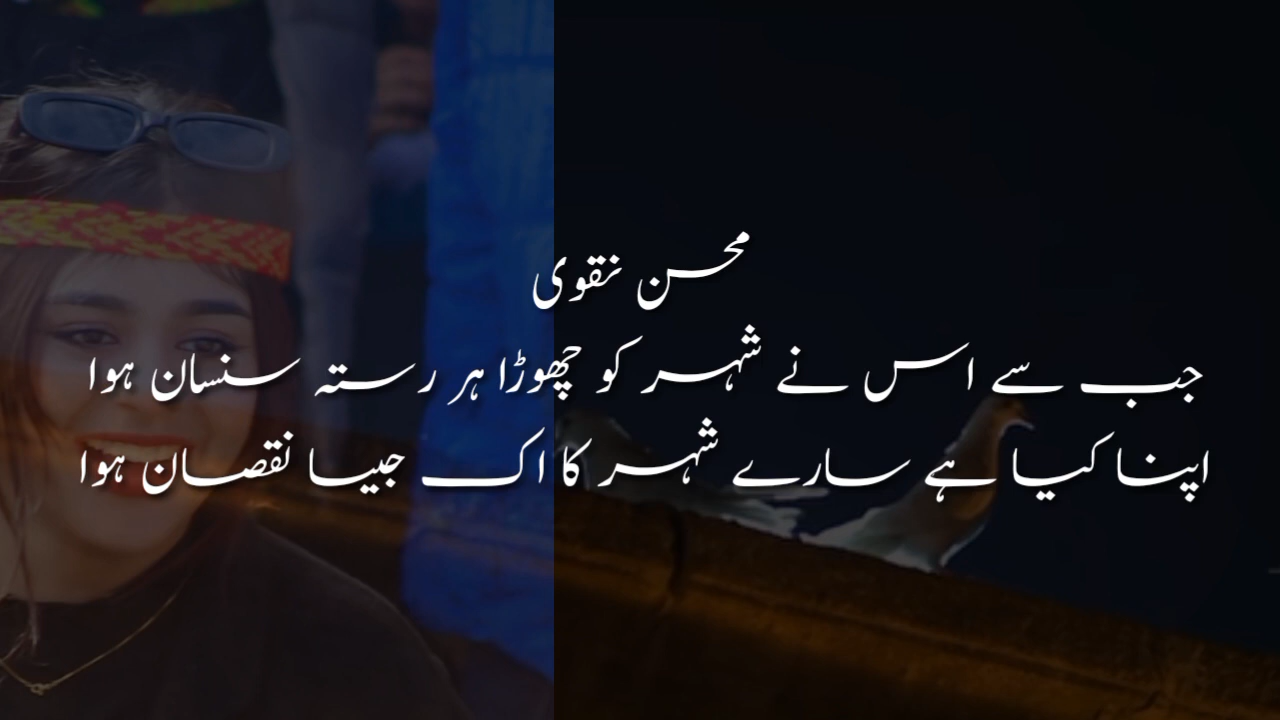 محسن نقوی
جب سے اس نے شہر کو چھوڑا ہر رستہ سنسان ہوا
اپنا کیا ہے سارے شہر کا اک جیسا نقصان ہوا